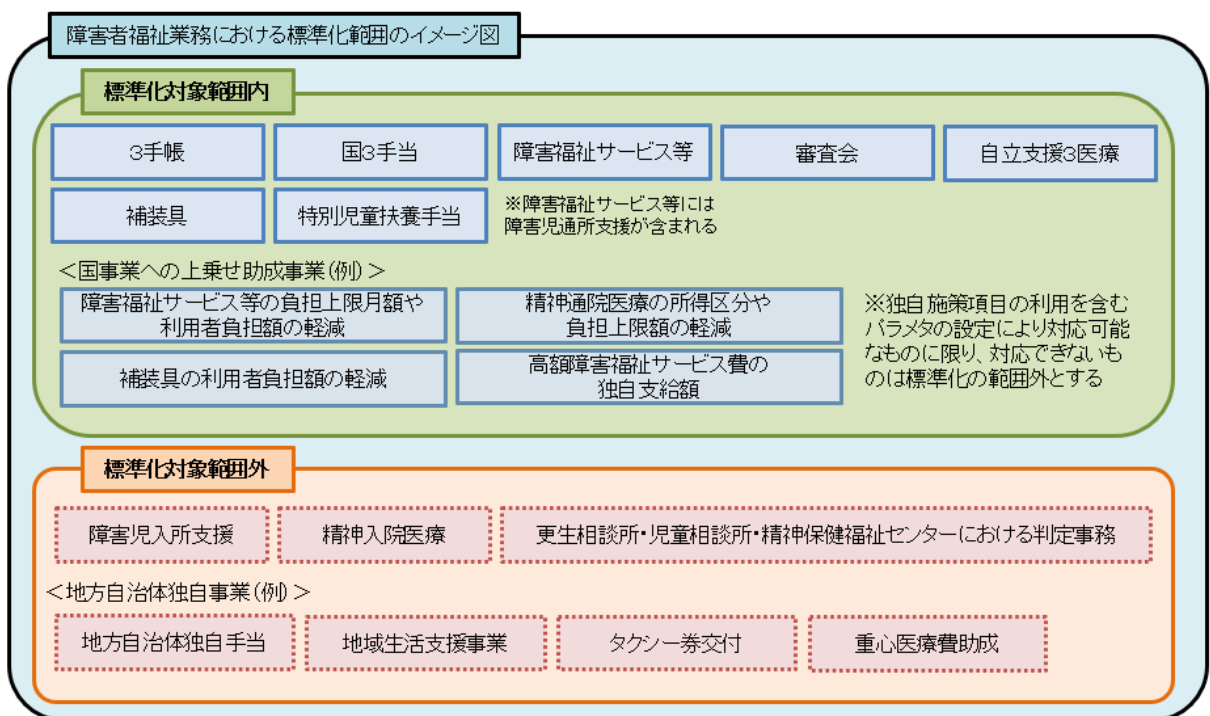 障害者福祉業務における標準化範囲のイメージ図
標準化対象範囲内
3手帳
国3手当
障害福祉サービス等
審査会
自立支援3医療
補装具
特別児童扶養手当
※障害福祉サービス等には
障害児通所支援が含まれる
＜国事業への上乗せ助成事業(例)＞
障害福祉サービス等の負担上限月額や
利用者負担額の軽減
精神通院医療の所得区分や
負担上限額の軽減
補装具の利用者負担額の軽減
高額障害福祉サービス費の
独自支給額
※独自施策項目の利用を含む
パラメタの設定により対応可能
なものに限り、対応できないも
のは標準化の範囲外とする
標準化対象範囲外
障害児入所支援
精神入院医療
更生相談所・児童相談所・精神保健福祉センターにおける判定事務
＜地方自治体独自事業(例)＞
地方自治体独自手当
地域生活支援事業
タクシー券交付
重心医療費助成